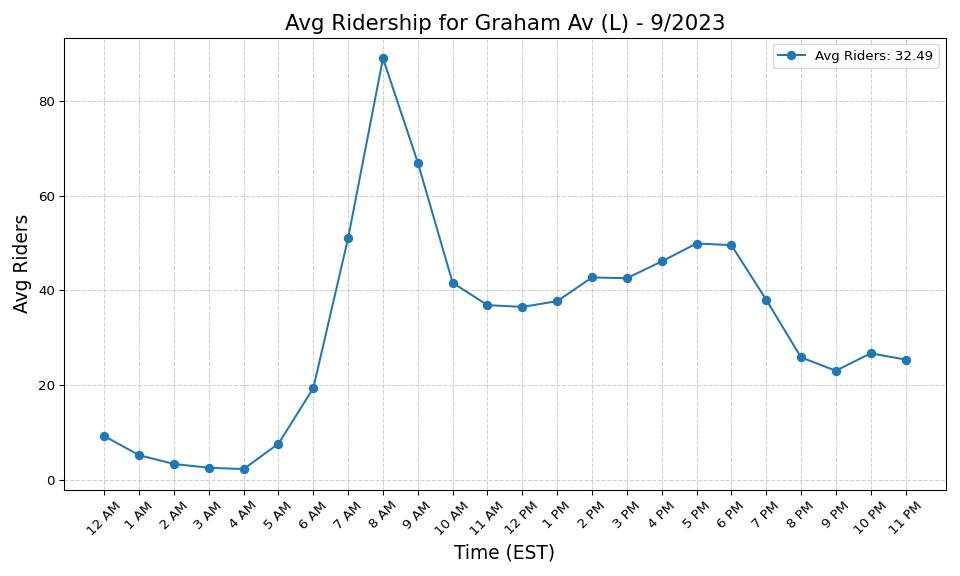 Avg Ridership for Graham Av (L) - 9/2023
Avg Riders: 32.49
Avg Riders
80
60
40
20
0
12 AM
1 AM
2 AM
3 AM
4 AM
5 AM
6 AM
7 AM
8 AM
9 AM
10 AM
11 AM
12 PM
1 PM
2 PM
3 PM
4 PM
5 PM
6 PM
7 PM
8 PM
9 PM
10 PM
11 PM
Time (EST)